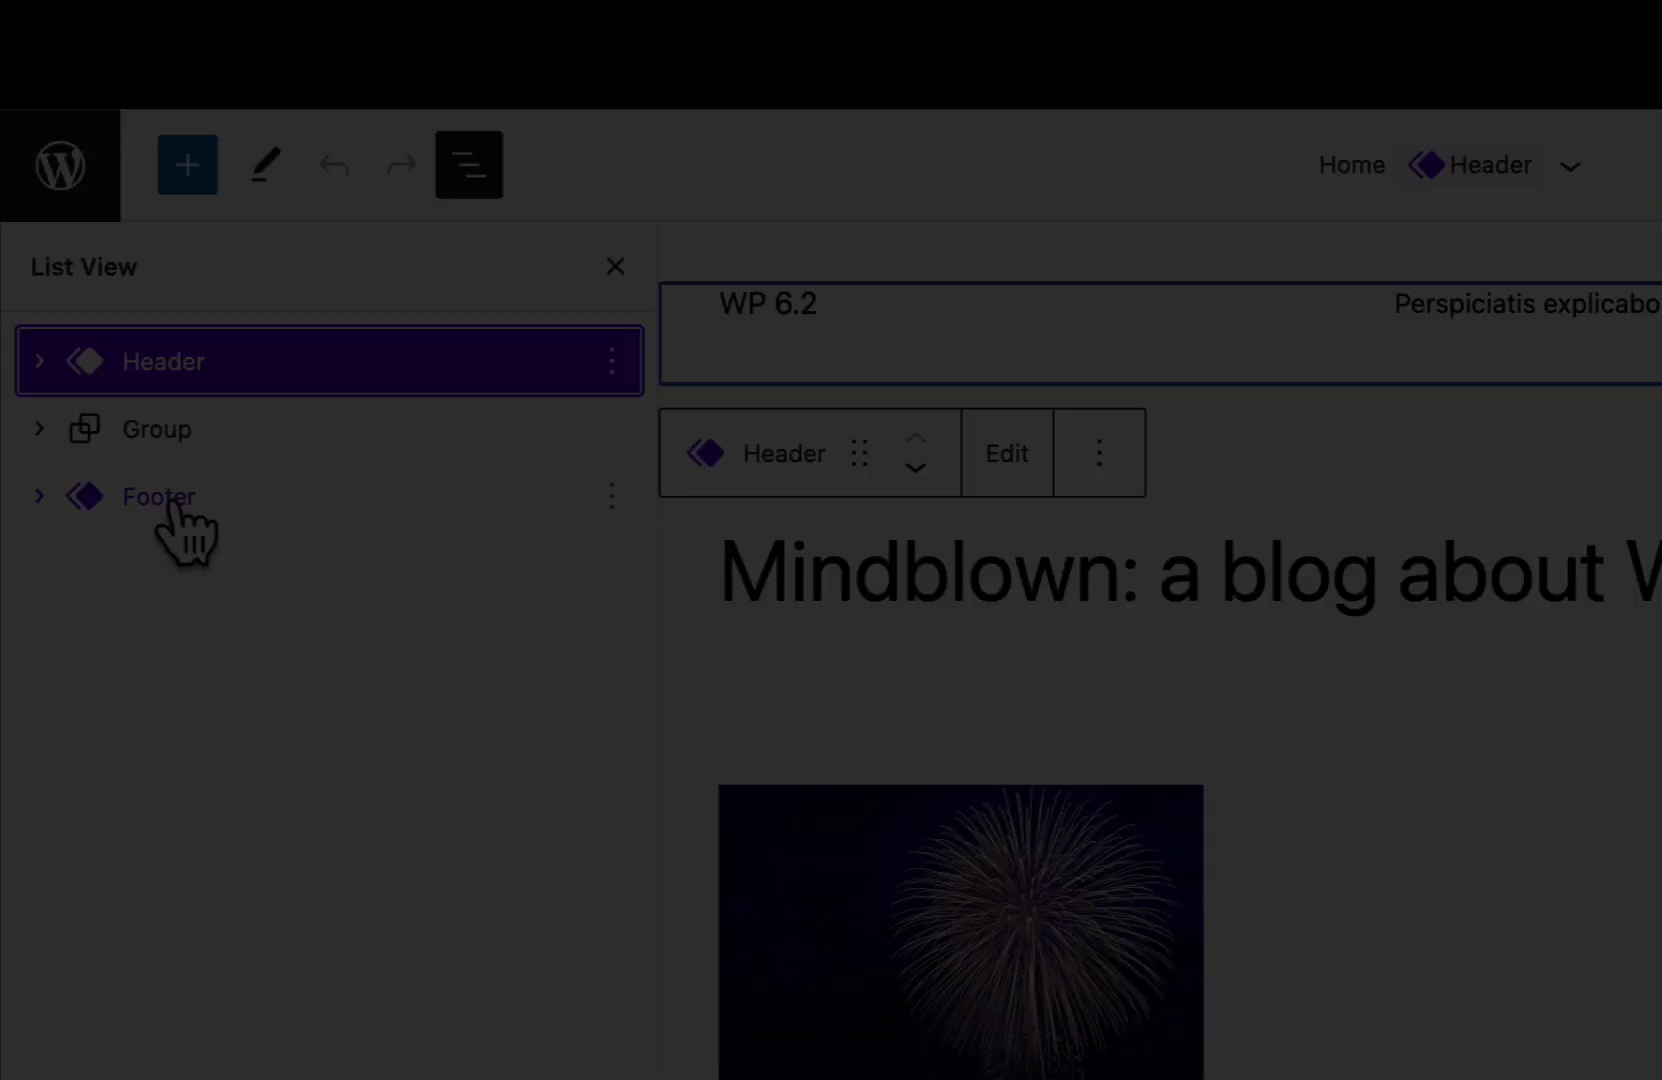 Home Header
List View
WP 6.2 Perspiciatis explicabo
Header
Group
Header Edit
Footer
Mindblown: a blog about W